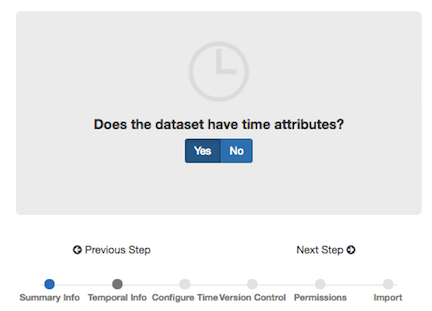 Does the dataset have time attributes?
Yes No
Previous Step Next Step
Summary Info Temporal Info Configure Time Version Control Permissions Import